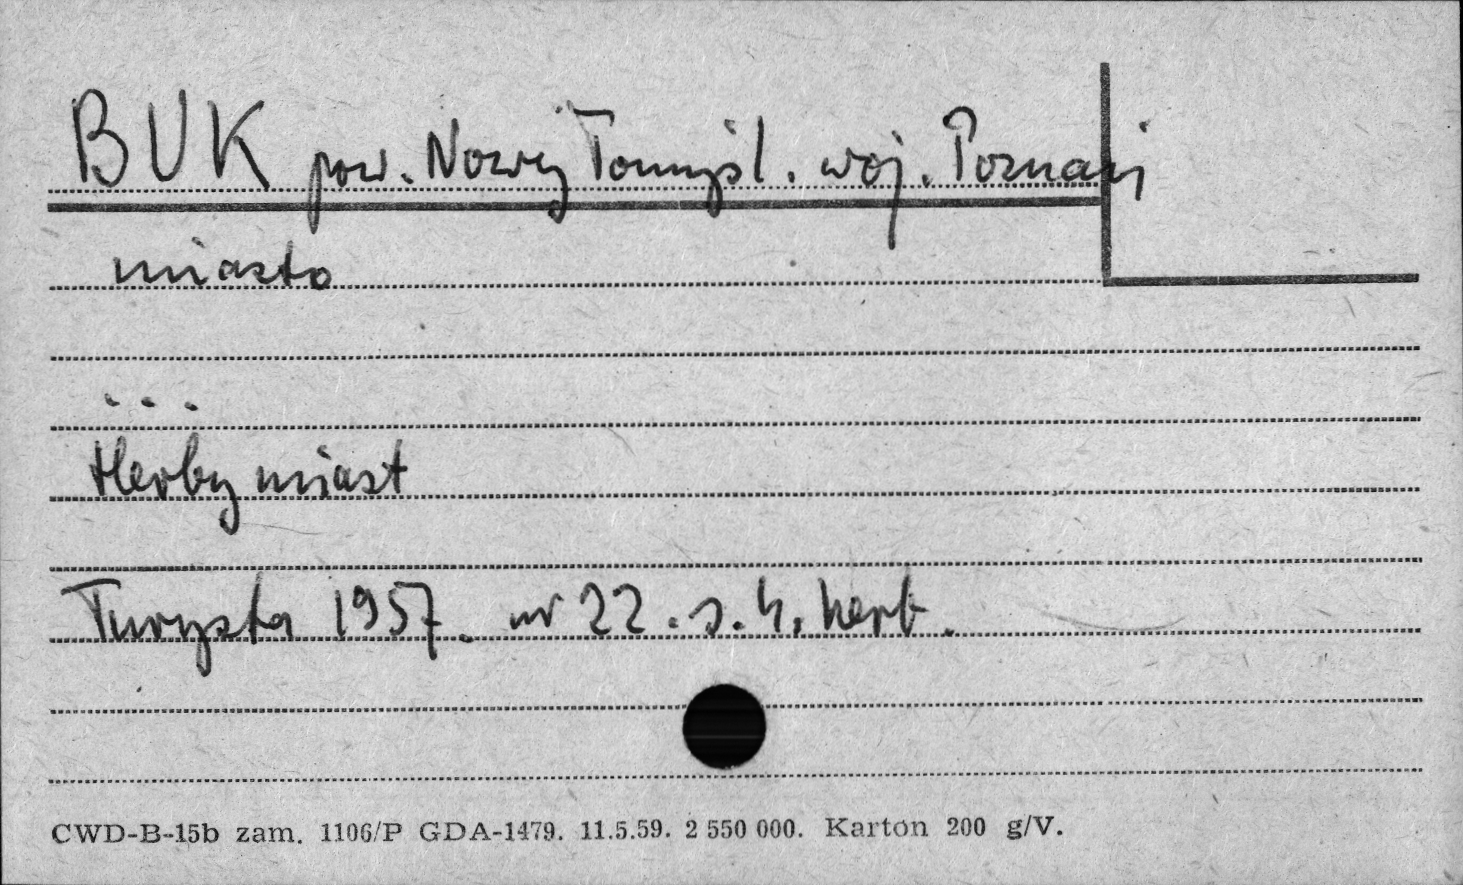 BUK pow. Nowy Tomyśl. woj. Poznań
miasto
...
Herby miast
Turysta 1957. nr 22. s. 4. herb.
CWD-B-15b zam. 1106/P GDA-1479. 11.5.59. 2 550 000. Karton 200 g/V.